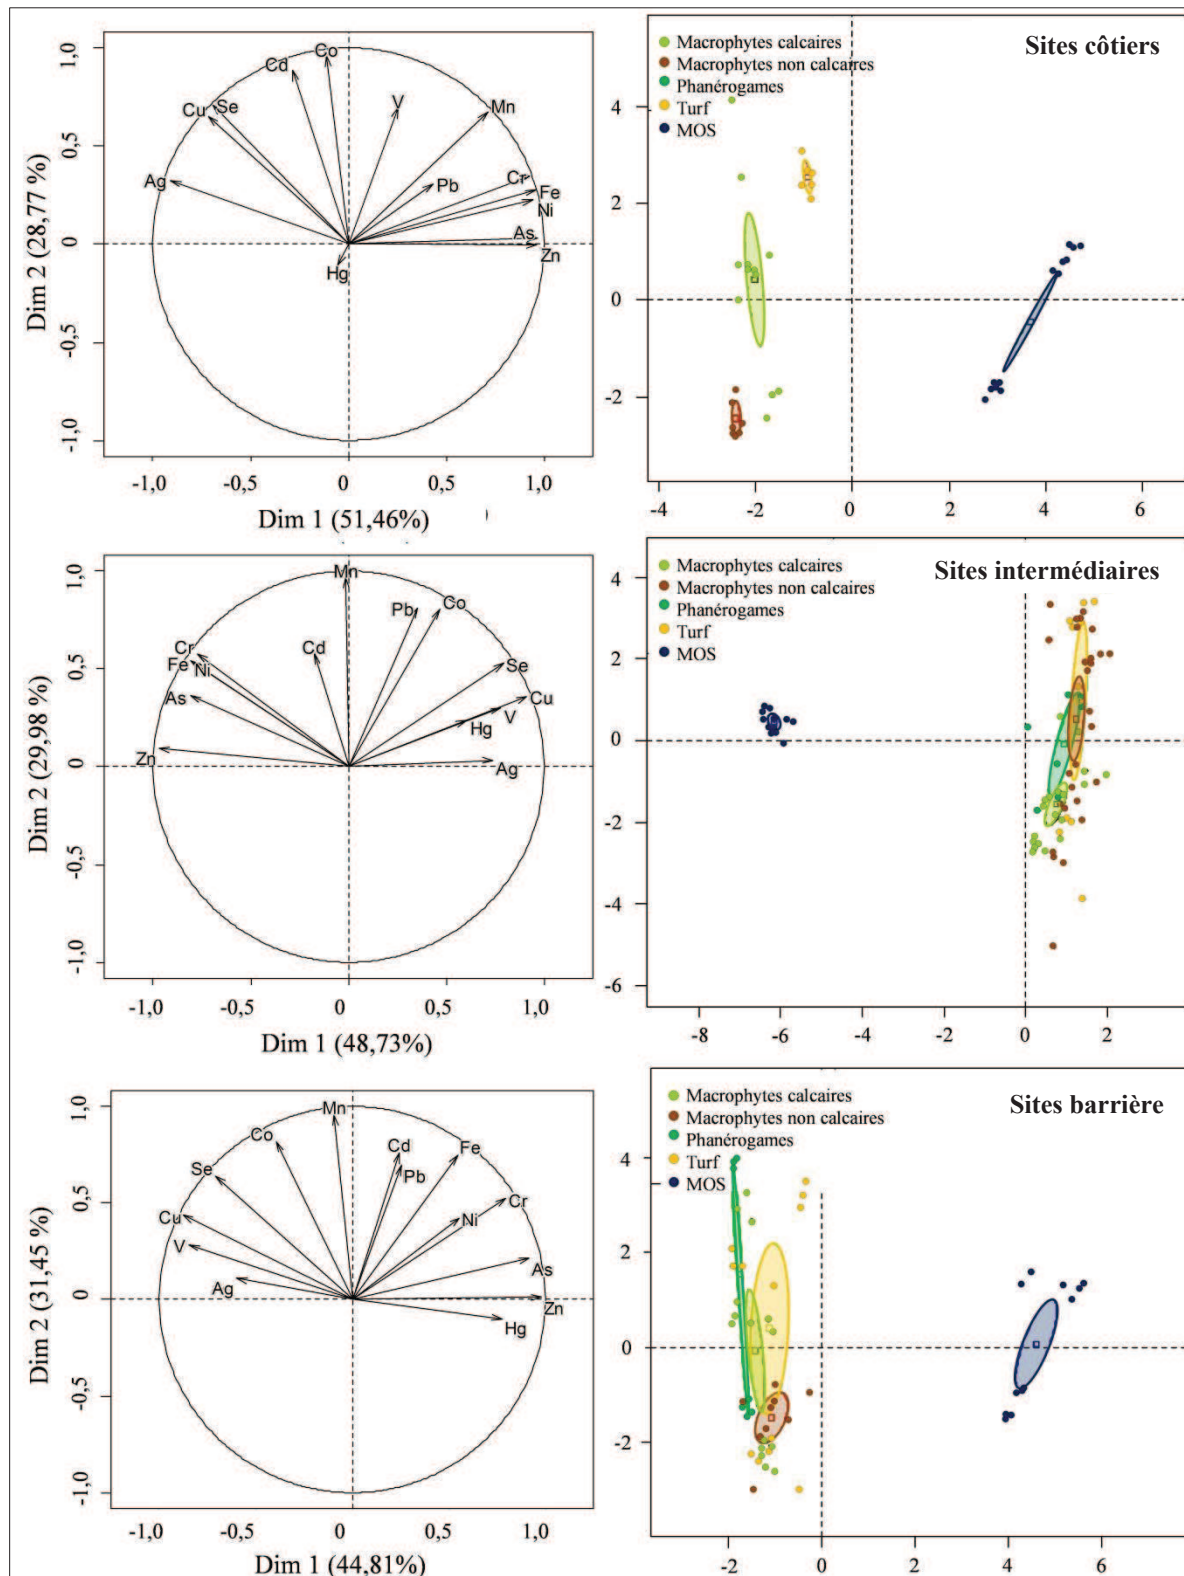 Co
Cd
Cu
Se
V
Mn
Ag
Pb
Cr
Fe
Ni
As
Zn
Hg
1,0
0,5
0
-0,5
-1,0
Dim 2 (28,77 %)
-1,0
-0,5
0
0,5
1,0
Dim 1 (51,46%)
Macrophytes calcaires
Macrophytes non calcaires
Phanérogames
Turf
MOS
Sites côtiers
4
2
0
-2
-4
-2
0
2
4
6
Mn
Pb
Co
Cr
Cd
Fe
Ni
Se
As
Cu
V
Hg
Zn
Ag
1,0
0,5
0
-0,5
-1,0
Dim 2 (29,98 %)
-1,0
-0,5
0
0,5
1,0
Dim 1 (48,73%)
Macrophytes calcaires
Macrophytes non calcaires
Phanérogames
Turf
MOS
Sites intermédiaires
4
2
0
-2
-4
-6
-8
-6
-4
-2
0
2
Mn
Co
Cd
Fe
Se
Pb
Cu
Cr
Ni
V
As
Ag
Zn
Hg
1,0
0,5
0
-0,5
-1,0
Dim 2 (31,45 %)
-1,0
-0,5
0
0,5
1,0
Dim 1 (44,81%)
Macrophytes calcaires
Macrophytes non calcaires
Phanérogames
Turf
MOS
Sites barrière
4
2
0
-2
-2
0
2
4
6